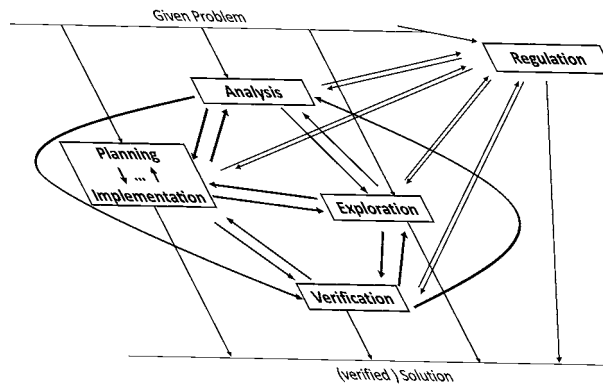 Given Problem
Regulation
Analysis
Planning
...
Implementation
Exploration
Verification
(verified ) Solution